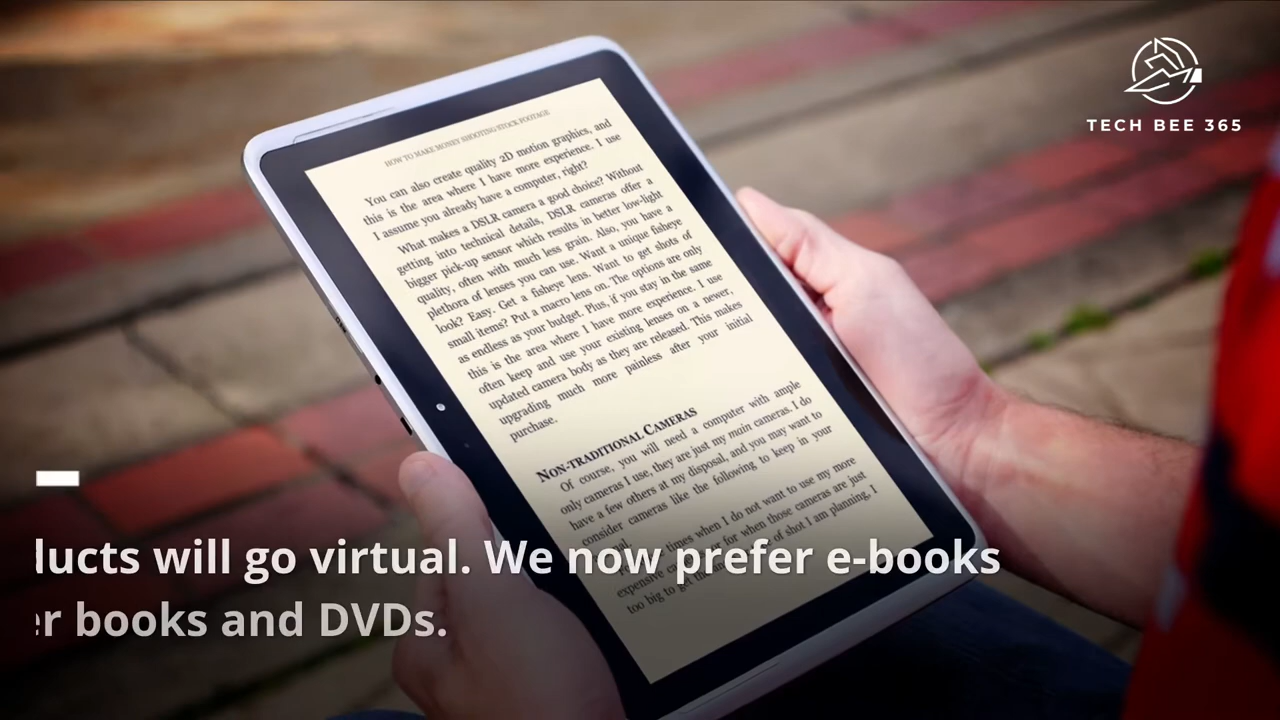 TECH BEE 365
HOW TO MAKE MONEY SHOOTING STOCK FOOTAGE
You can also create quality 2D motion graphics, and
this is the area where I have more experience. I use
I assume you already have a computer, right?
What makes a DSLR camera a good choice? Without
getting into technical details, DSLR cameras offer a
bigger pick-up sensor which results in better low-light
quality, often with much less grain. Also, you have a
plethora of lenses you can use. Want a unique fisheye
look? Easy. Get a fisheye lens. Want to get shots of
small items? Put a macro lens on. The options are only
as endless as your budget. Plus, if you stay in the same
this is the area where I have more experience. I use
often keep and use your existing lenses on a newer,
updated camera body as they are released. This makes
upgrading much more painless after your initial
purchase.
NON-TRADITIONAL CAMERAS
Of course, you will need a computer with ample
only cameras I use, they are just my main cameras. I do
have a few others at my disposal, and you may want to
consider cameras like the following to keep in your
times when I do not want to use my more
expensive for when those cameras are just
too big to get of shot I am planning, I
lucts will go virtual. We now prefer e-books
r books and DVDs.